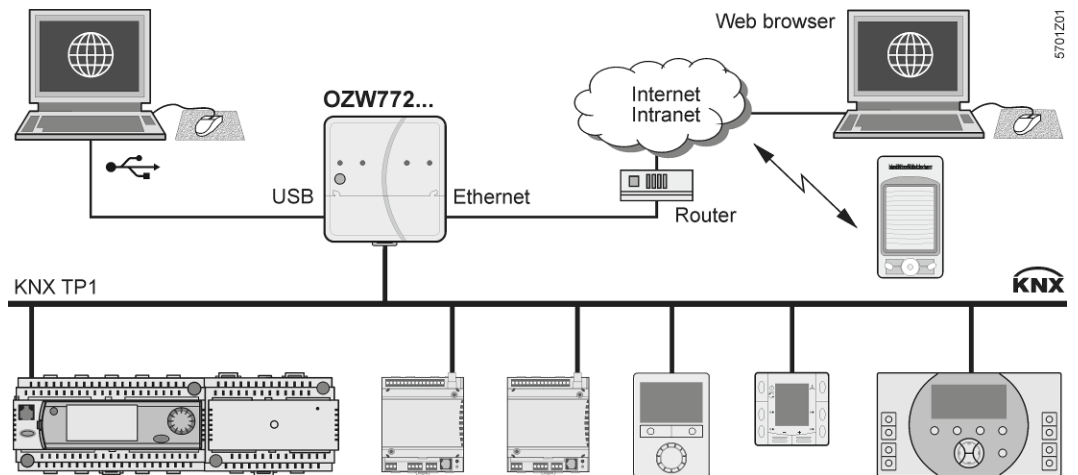 Web browser
5701Z01
OZW772...
Internet
Intranet
USB
Ethernet
Router
KNX TP1
KNX